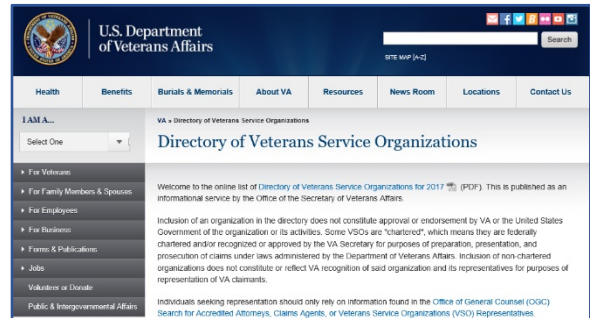 U.S. Department
of Veterans Affairs
Search
SITE MAP [A-Z]
Health Benefits Burials & Memorials About VA Resources News Room Locations Contact Us
I AM A...
Select One
For Veterans
For Family Members & Spouses
For Employees
For Business
Forms & Publications
Jobs
Volunteer or Donate
Public & Intergovernmental Affairs
VA » Directory of Veterans Service Organizations
Directory of Veterans Service Organizations
Welcome to the online list of Directory of Veterans Service Organizations for 2017 (PDF). This is published as an
informational service by the Office of the Secretary of Veterans Affairs.
Inclusion of an organization in the directory does not constitute approval or endorsement by VA or the United States
Government of the organization or its activities. Some VSOs are "chartered", which means they are federally
chartered and/or recognized or approved by the VA Secretary for purposes of preparation, presentation, and
prosecution of claims under laws administered by the Department of Veterans Affairs. Inclusion of non-chartered
organizations does not constitute or reflect VA recognition of said organization and its representatives for purposes of
representation of VA claimants.
Individuals seeking representation should only rely on information found in the Office of General Counsel (OGC)
Search for Accredited Attorneys, Claims Agents, or Veterans Service Organizations (VSO) Representatives.